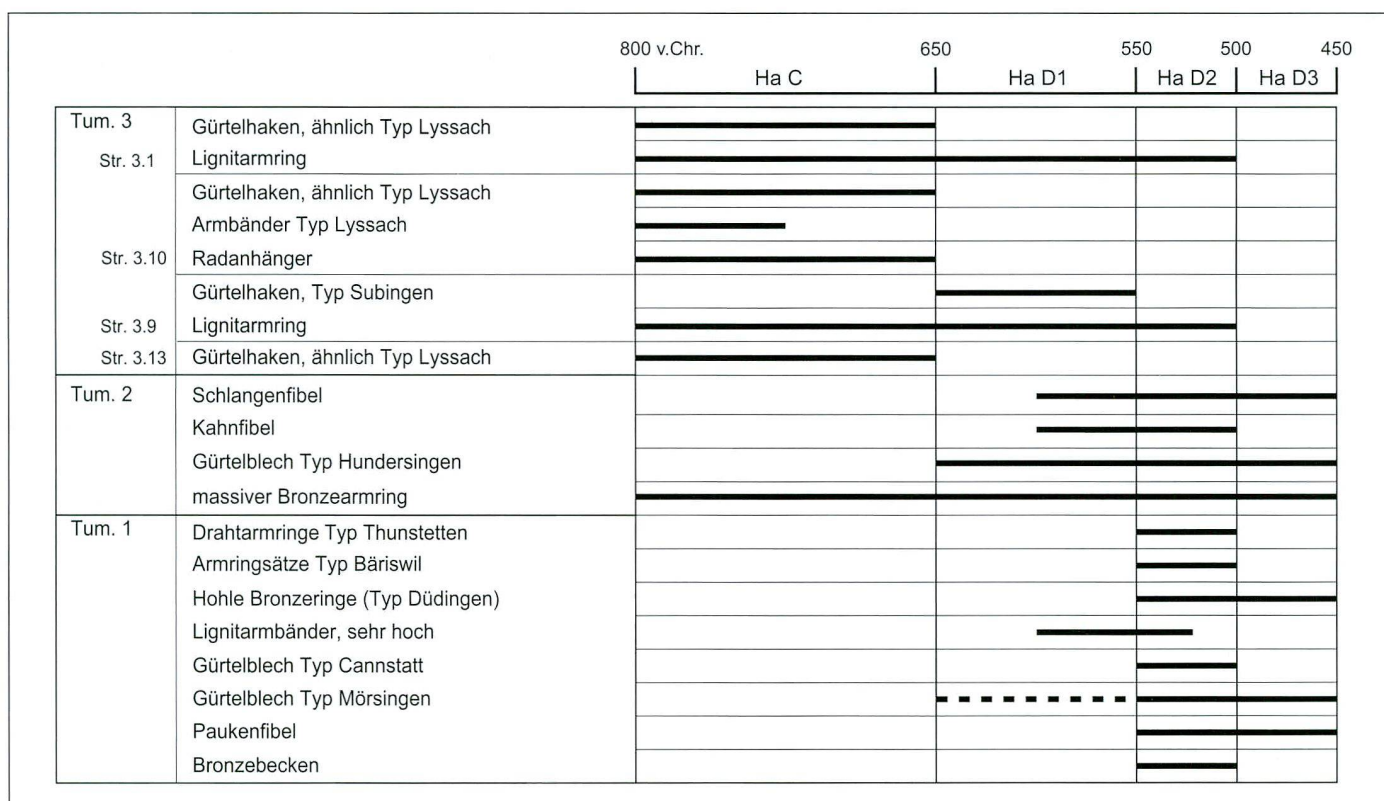 800 v.Chr. 650 550 500 450
Ha C Ha D1 Ha D2 Ha D3
Tum. 3 Gürtelhaken, ähnlich Typ Lyssach
Str. 3.1 Lignitarmring
Gürtelhaken, ähnlich Typ Lyssach
Armbänder Typ Lyssach
Str. 3.10 Radanhänger
Gürtelhaken, Typ Subingen
Str. 3.9 Lignitarmring
Str. 3.13 Gürtelhaken, ähnlich Typ Lyssach
Tum. 2 Schlangenfibel
Kahnfibel
Gürtelblech Typ Hundersingen
massiver Bronzearmring
Tum. 1 Drahtarmringe Typ Thunstetten
Armringsätze Typ Bäriswil
Hohle Bronzeringe (Typ Düdingen)
Lignitarmbänder, sehr hoch
Gürtelblech Typ Cannstatt
Gürtelblech Typ Mörsingen
Paukenfibel
Bronzebecken